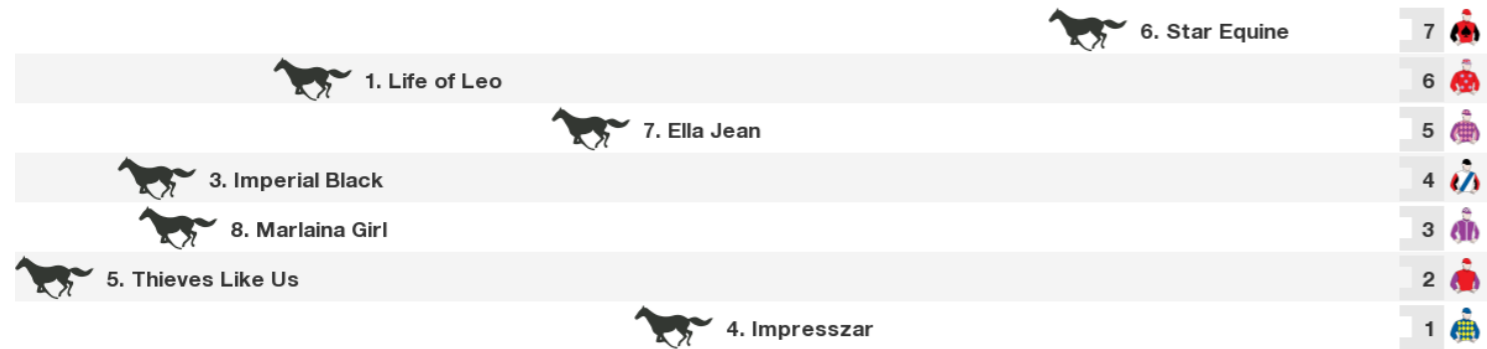 6. Star Equine 7
1. Life of Leo 6
7. Ella Jean 5
3. Imperial Black 4
8. Marlaina Girl 3
5. Thieves Like Us 2
4. Impresszar 1